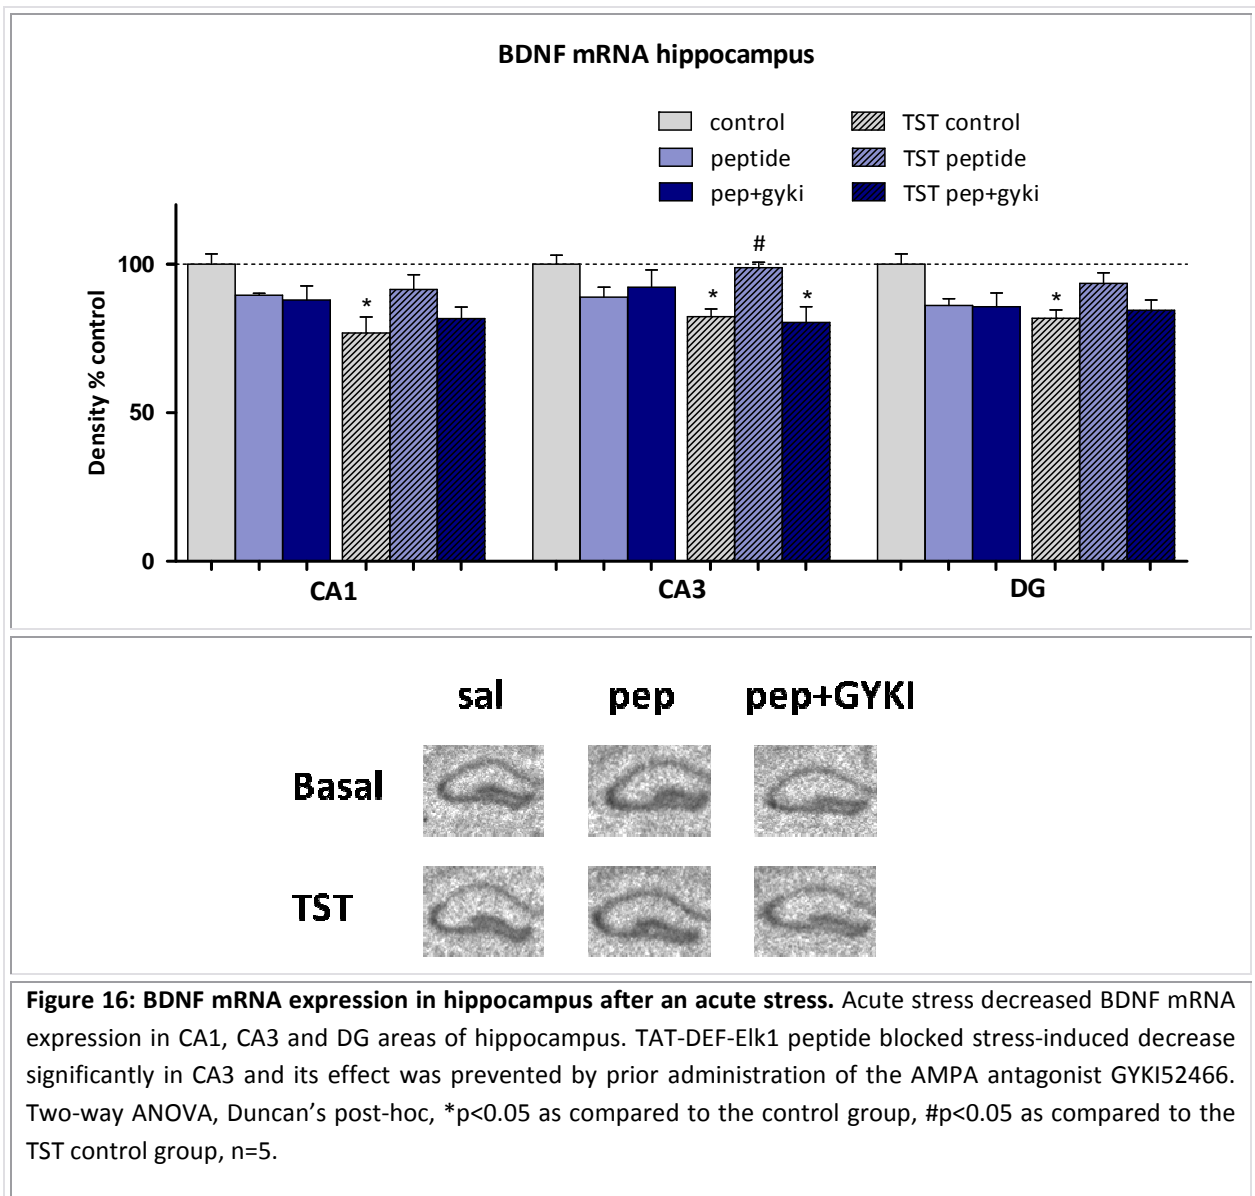 BDNF mRNA hippocampus
control TST control
peptide TST peptide
pep+gyki TST pep+gyki
Density % control
100
50
0
* * # * *
CA1 CA3 DG
sal pep pep+GYKI
Basal
TST
Figure 16: BDNF mRNA expression in hippocampus after an acute stress. Acute stress decreased BDNF mRNA
expression in CA1, CA3 and DG areas of hippocampus. TAT-DEF-Elk1 peptide blocked stress-induced decrease
significantly in CA3 and its effect was prevented by prior administration of the AMPA antagonist GYKI52466.
Two-way ANOVA, Duncan’s post-hoc, *p<0.05 as compared to the control group, #p<0.05 as compared to the
TST control group, n=5.